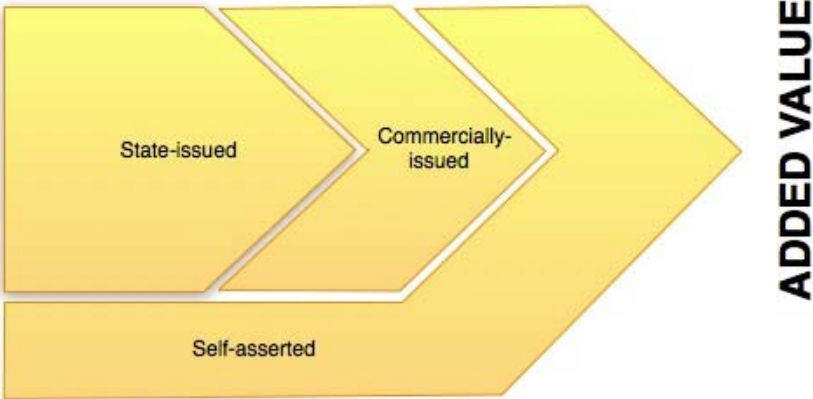 State-issued
Commercially-
issued
Self-asserted
ADDED VALUE